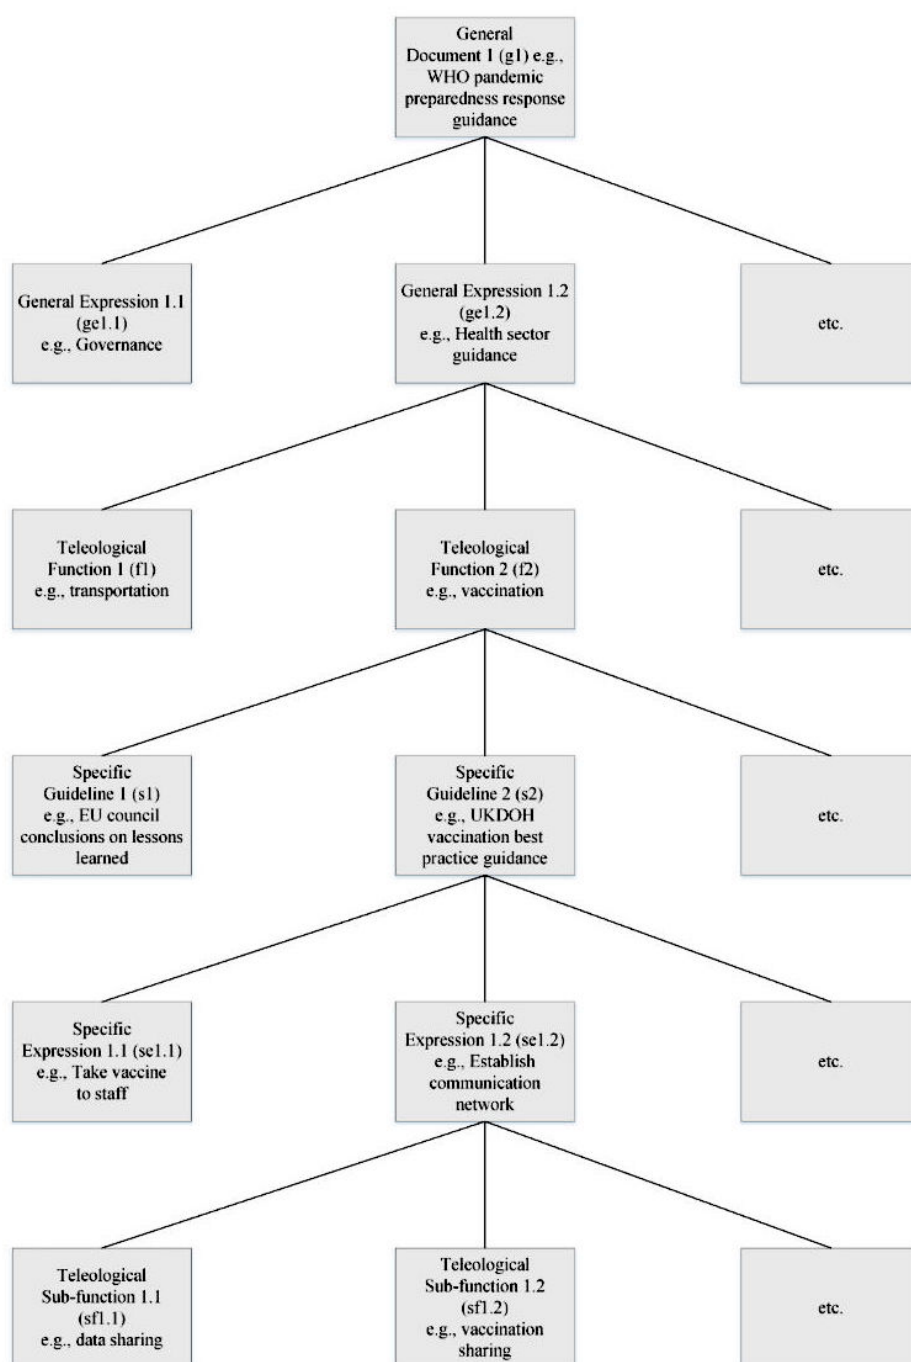 General
Document 1 (g1) e.g.,
WHO pandemic
preparedness response
guidance
General Expression 1.1
(ge1.1)
e.g., Governance
General Expression 1.2
(ge1.2)
e.g., Health sector
guidance
etc.
Teleological
Function 1 (f1)
e.g., transportation
Teleological
Function 2 (f2)
e.g., vaccination
etc.
Specific
Guideline 1 (s1)
e.g., EU council
conclusions on lessons
learned
Specific
Guideline 2 (s2)
e.g., UKDOH
vaccination best
practice guidance
etc.
Specific
Expression 1.1 (se1.1)
e.g., Take vaccine
to staff
Specific
Expression 1.2 (se1.2)
e.g., Establish
communication
network
etc.
Teleological
Sub-function 1.1
(sf1.1)
e.g., data sharing
Teleological
Sub-function 1.2
(sf1.2)
e.g., vaccination
sharing
etc.